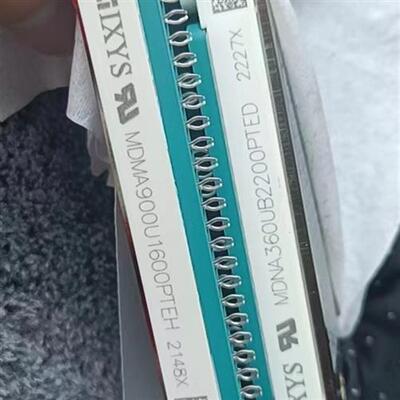 IXYS
MDMA900U1600PTEH 2148X
IXYS
MDNA360UB2200PTED 2227X